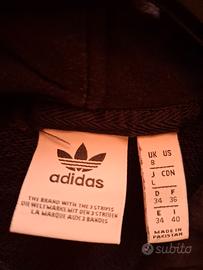 adidas
THE BRAND WITH THE 3 STRIPES
DIE WELTMARKE MIT DEN 3 STREIFEN
LA MARQUE AUX 3 BANDES
UK US
8
J CDN
L
D F
34 36
E I
34 40
MADE IN
PAKISTAN
subito